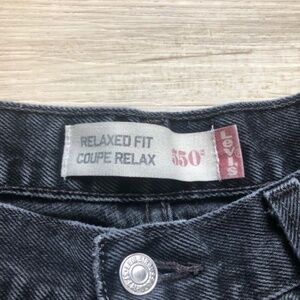 RELAXED FIT
COUPE RELAX
550®
Levi's